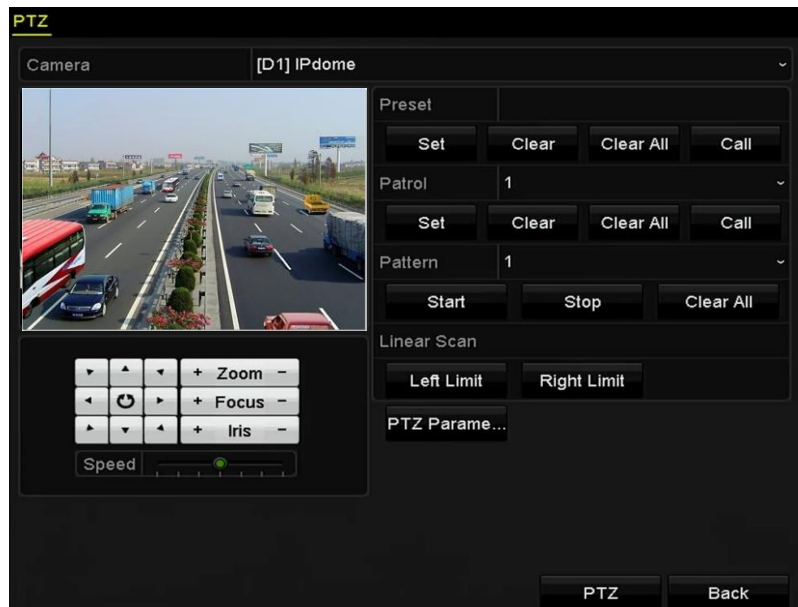 PTZ
Camera [D1] IPdome
Preset
Set Clear Clear All Call
Patrol 1
Set Clear Clear All Call
Pattern 1
Start Stop Clear All
Linear Scan
Left Limit Right Limit
PTZ Parame...
+ Zoom -
+ Focus -
+ Iris -
Speed
PTZ Back